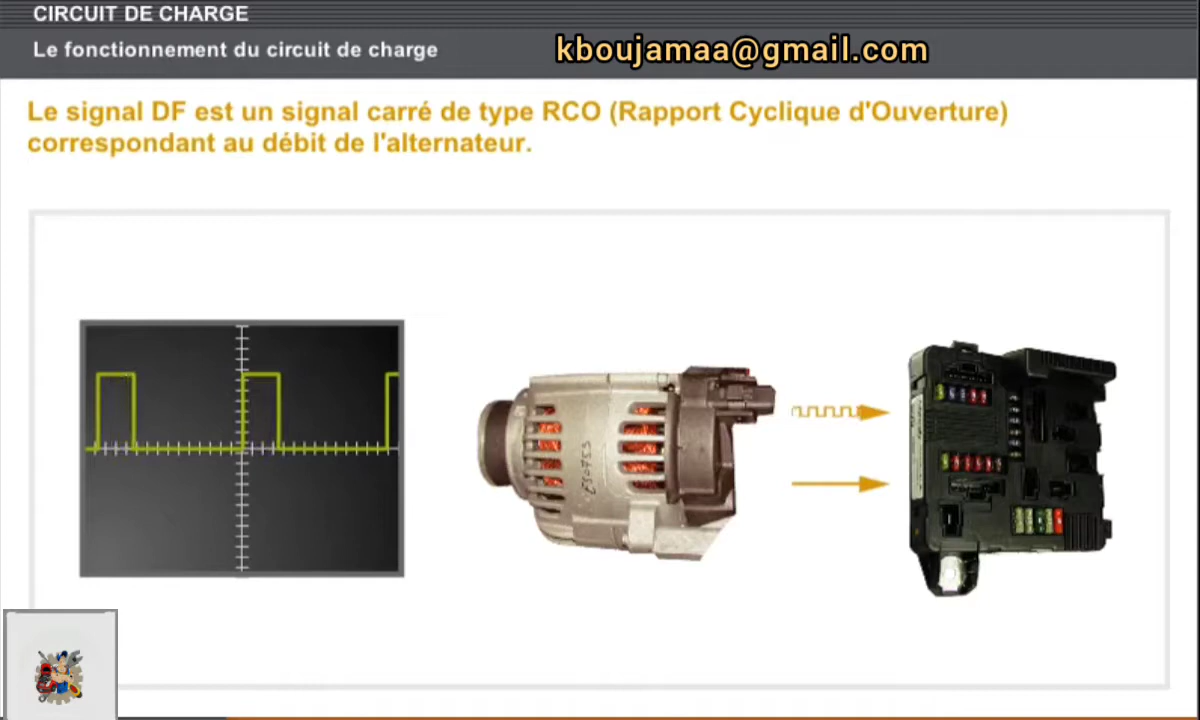 CIRCUIT DE CHARGE
Le fonctionnement du circuit de charge
kboujamaa@gmail.com
Le signal DF est un signal carré de type RCO (Rapport Cyclique d'Ouverture)
correspondant au débit de l'alternateur.